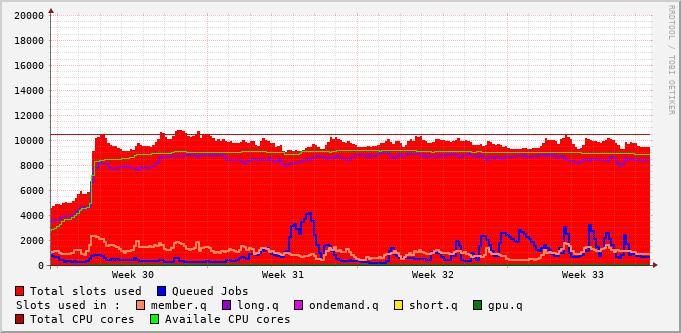 RRDTOOL / TOBI OETIKER
20000
18000
16000
14000
12000
10000
8000
6000
4000
2000
0
Week 30 Week 31 Week 32 Week 33
Total slots used Queued Jobs
Slots used in : member.q long.q ondemand.q short.q gpu.q
Total CPU cores Availale CPU cores